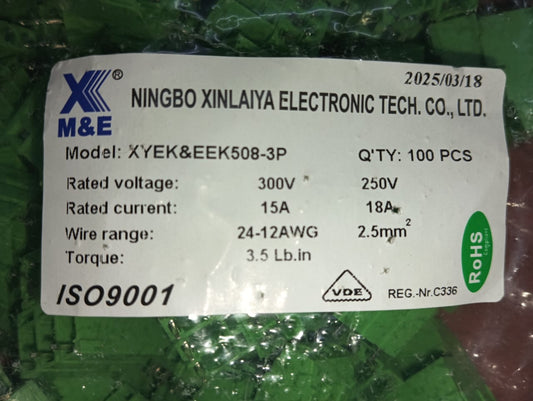 2025/03/18
X®
M&E
NINGBO XINLAIYA ELECTRONIC TECH. CO., LTD.
Model: XYEK&EEK508-3P Q'TY: 100 PCS
Rated voltage: 300V 250V
Rated current: 15A 18A
Wire range: 24-12AWG 2.5mm²
Torque: 3.5 Lb.in
RoHS
ISO9001
VDE
REG.-Nr.C336